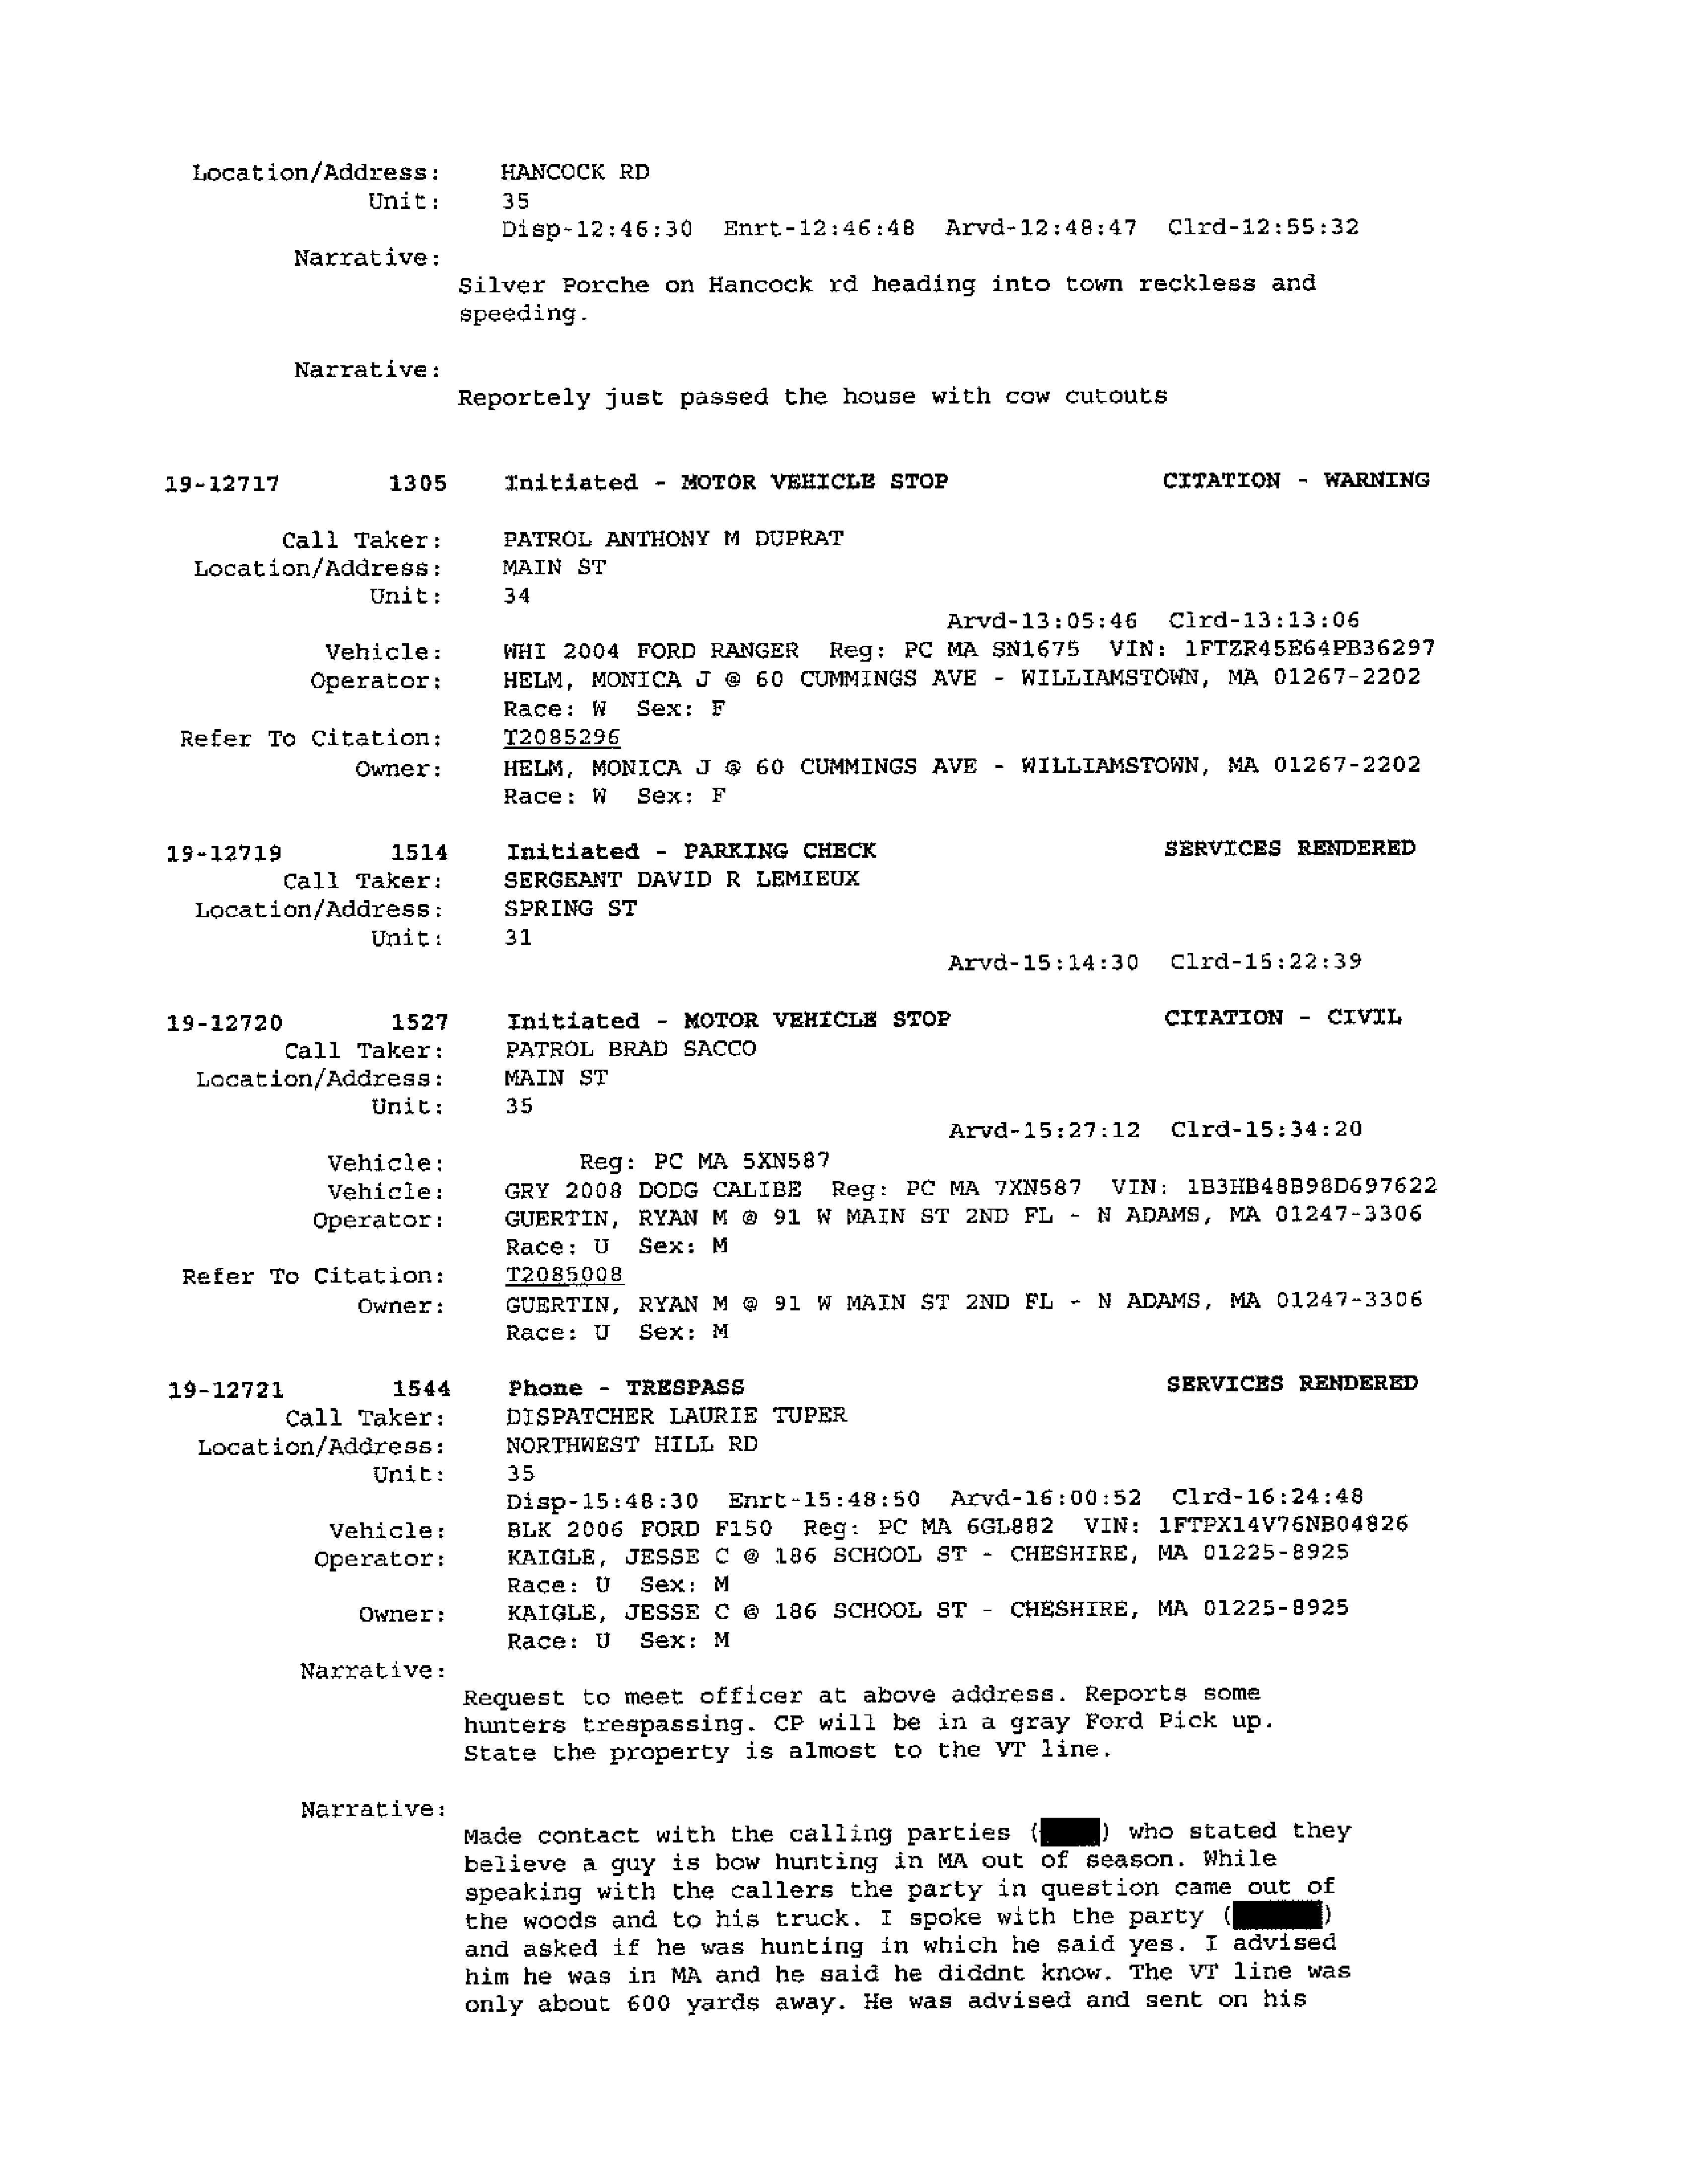 Location/Address: HANCOCK RD
Unit: 35
Disp-12:46:30 Enrt-12:46:48 Arvd-12:48:47 Clrd-12:55:32
Narrative:
Silver Porche on Hancock rd heading into town reckless and
speeding.
Narrative:
Reportely just passed the house with cow cutouts
19-12717 1305 Initiated - MOTOR VEHICLE STOP CITATION - WARNING
Call Taker: PATROL ANTHONY M DUPRAT
Location/Address: MAIN ST
Unit: 34
Arvd-13:05:46 Clrd-13:13:06
Vehicle: WHI 2004 FORD RANGER Reg: PC MA SN1675 VIN: 1FTZR45E64PB36297
Operator: HELM, MONICA J @ 60 CUMMINGS AVE - WILLIAMSTOWN, MA 01267-2202
Race: W Sex: F
Refer To Citation: T2085296
Owner: HELM, MONICA J @ 60 CUMMINGS AVE - WILLIAMSTOWN, MA 01267-2202
Race: W Sex: F
19-12719 1514 Initiated - PARKING CHECK SERVICES RENDERED
Call Taker: SERGEANT DAVID R LEMIEUX
Location/Address: SPRING ST
Unit: 31
Arvd-15:14:30 Clrd-15:22:39
19-12720 1527 Initiated - MOTOR VEHICLE STOP CITATION - CIVIL
Call Taker: PATROL BRAD SACCO
Location/Address: MAIN ST
Unit: 35
Arvd-15:27:12 Clrd-15:34:20
Vehicle: Reg: PC MA 5XN587
Vehicle: GRY 2008 DODG CALIBE Reg: PC MA 7XN587 VIN: 1B3HB48B98D697622
Operator: GUERTIN, RYAN M @ 91 W MAIN ST 2ND FL - N ADAMS, MA 01247-3306
Race: U Sex: M
Refer To Citation: T2085008
Owner: GUERTIN, RYAN M @ 91 W MAIN ST 2ND FL - N ADAMS, MA 01247-3306
Race: U Sex: M
19-12721 1544 Phone - TRESPASS SERVICES RENDERED
Call Taker: DISPATCHER LAURIE TUPER
Location/Address: NORTHWEST HILL RD
Unit: 35
Disp-15:48:30 Enrt-15:48:50 Arvd-16:00:52 Clrd-16:24:48
Vehicle: BLK 2006 FORD F150 Reg: PC MA 6GL882 VIN: 1FTPX14V76NB04826
Operator: KAIGLE, JESSE C @ 186 SCHOOL ST - CHESHIRE, MA 01225-8925
Race: U Sex: M
Owner: KAIGLE, JESSE C @ 186 SCHOOL ST - CHESHIRE, MA 01225-8925
Race: U Sex: M
Narrative:
Request to meet officer at above address. Reports some
hunters trespassing. CP will be in a gray Ford Pick up.
State the property is almost to the VT line.
Narrative:
Made contact with the calling parties ( ) who stated they
believe a guy is bow hunting in MA out of season. While
speaking with the callers the party in question came out of
the woods and to his truck. I spoke with the party ( )
and asked if he was hunting in which he said yes. I advised
him he was in MA and he said he diddnt know. The VT line was
only about 600 yards away. He was advised and sent on his